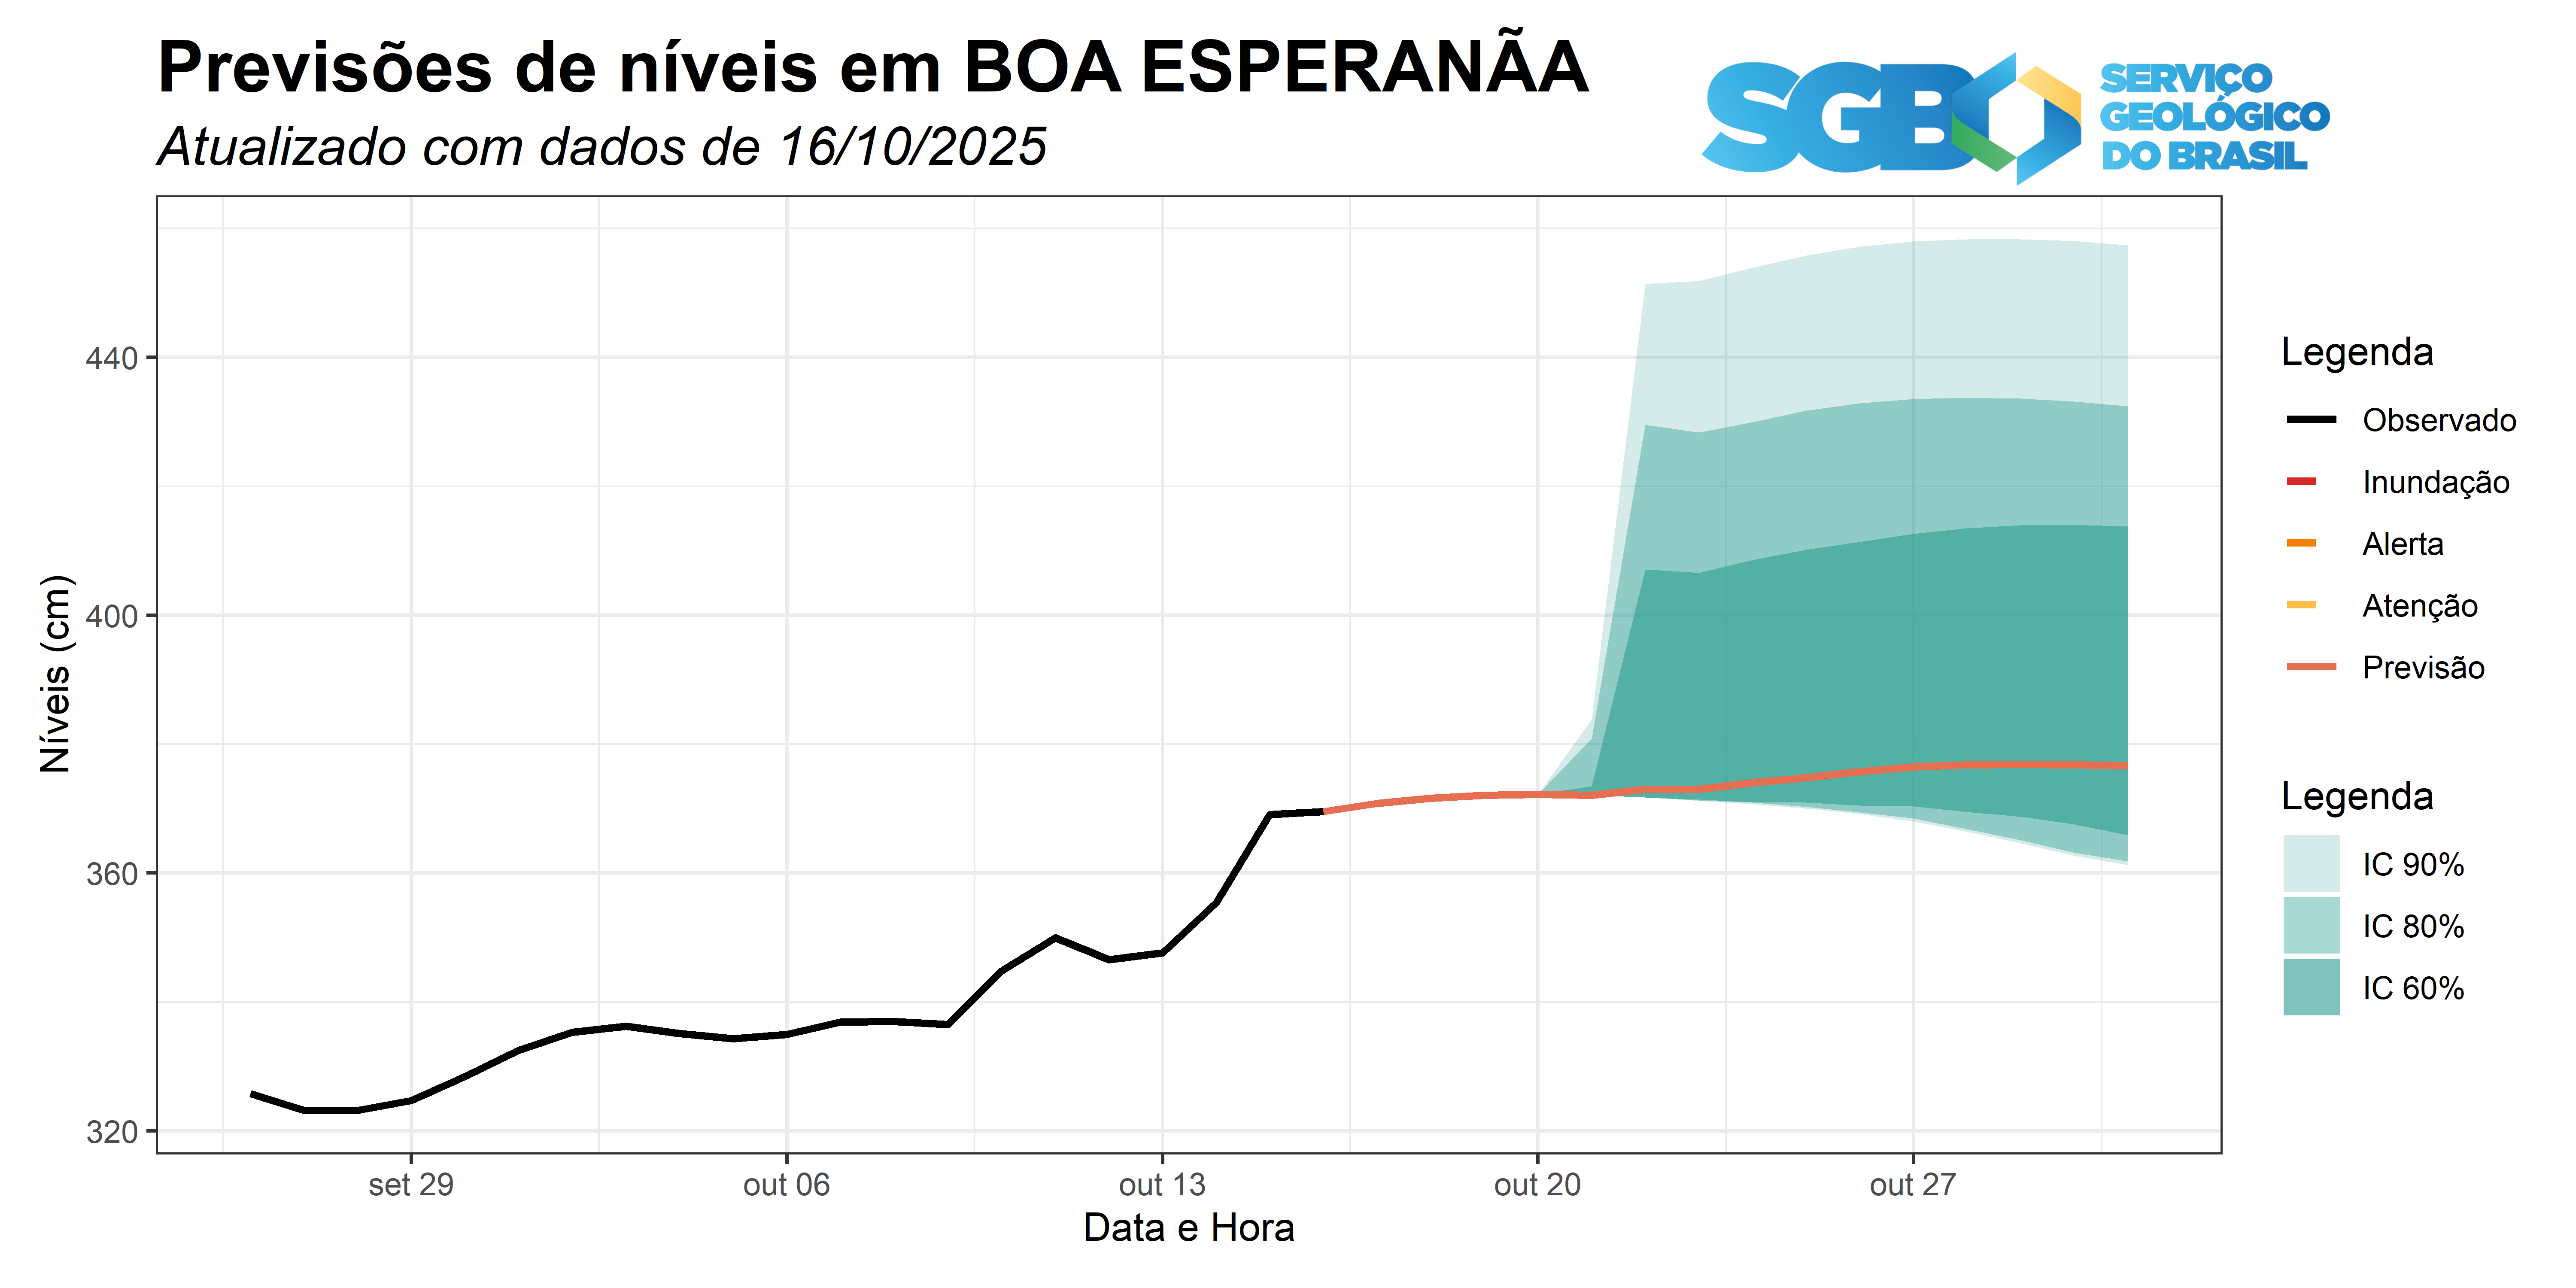 Previsões de níveis em BOA ESPERANÃA
Atualizado com dados de 16/10/2025
SGB
SERVIÇO
GEOLÓGICO
DO BRASIL
Níveis (cm)
440
400
360
320
set 29
out 06
out 13
out 20
out 27
Data e Hora
Legenda
Observado
Inundação
Alerta
Atenção
Previsão
Legenda
IC 90%
IC 80%
IC 60%